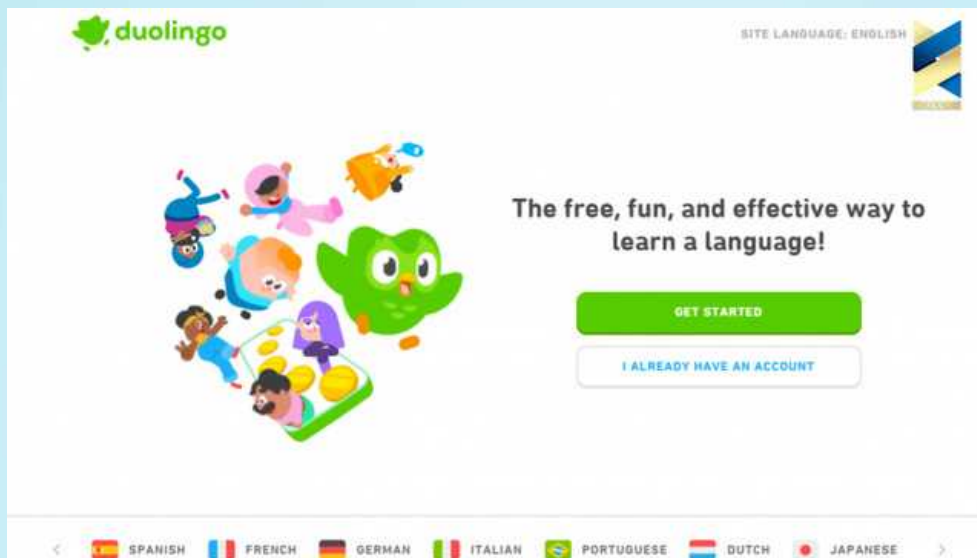 duolingo
SITE LANGUAGE: ENGLISH
The free, fun, and effective way to
learn a language!
GET STARTED
I ALREADY HAVE AN ACCOUNT
SPANISH FRENCH GERMAN ITALIAN PORTUGUESE DUTCH JAPANESE